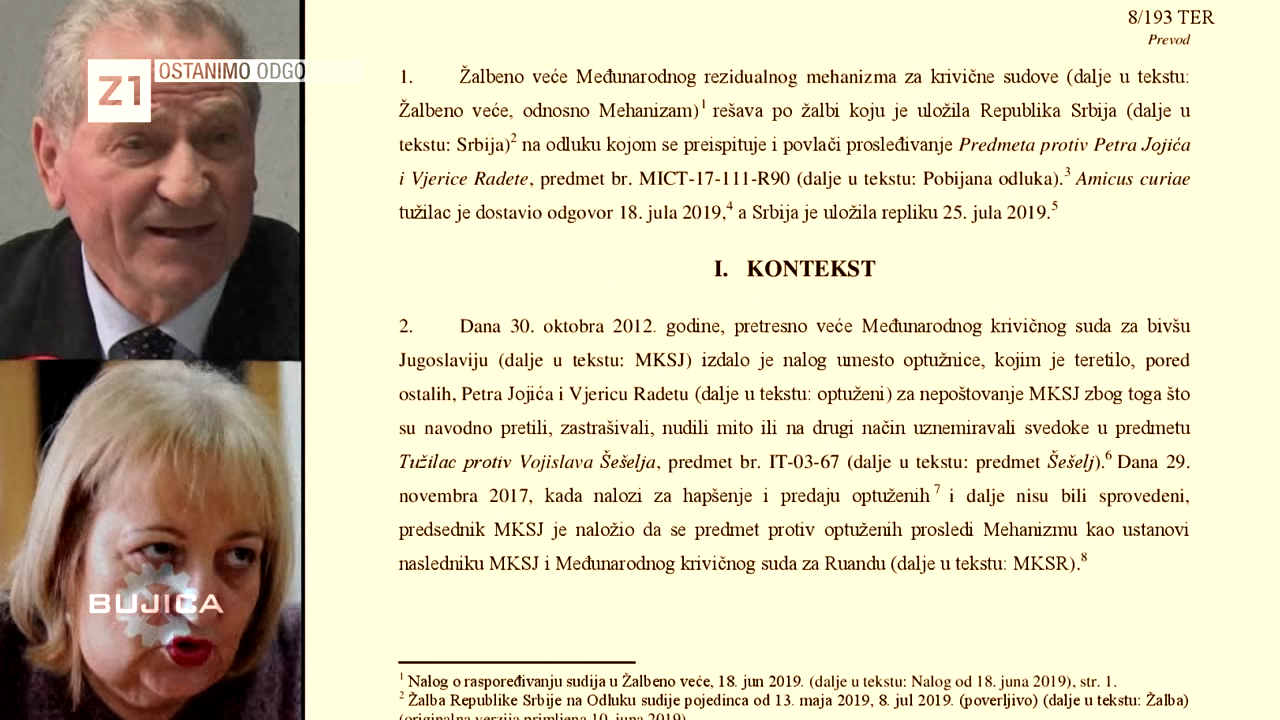 Z1
OSTANIMO ODGO
BUJICA
8/193 TER
Prevod
1. Žalbeno veće Međunarodnog rezidualnog mehanizma za krivične sudove (dalje u tekstu:
Žalbeno veće, odnosno Mehanizam)1 rešava po žalbi koju je uložila Republika Srbija (dalje u
tekstu: Srbija)2 na odluku kojom se preispituje i povlači prosleđivanje Predmeta protiv Petra Jojića
i Vjerice Radete, predmet br. MICT-17-111-R90 (dalje u tekstu: Pobijana odluka).3 Amicus curiae
tužilac je dostavio odgovor 18. jula 2019,4 a Srbija je uložila repliku 25. jula 2019.5
I. KONTEKST
2. Dana 30. oktobra 2012. godine, pretresno veće Međunarodnog krivičnog suda za bivšu
Jugoslaviju (dalje u tekstu: MKSJ) izdalo je nalog umesto optužnice, kojim je teretilo, pored
ostalih, Petra Jojića i Vjericu Radetu (dalje u tekstu: optuženi) za nepoštovanje MKSJ zbog toga što
su navodno pretili, zastrašivali, nudili mito ili na drugi način uznemiravali svedoke u predmetu
Tužilac protiv Vojislava Šešelja, predmet br. IT-03-67 (dalje u tekstu: predmet Šešelj).6 Dana 29.
novembra 2017, kada nalozi za hapšenje i predaju optuženih7 i dalje nisu bili sprovedeni,
predsednik MKSJ je naložio da se predmet protiv optuženih prosledi Mehanizmu kao ustanovi
nasledniku MKSJ i Međunarodnog krivičnog suda za Ruandu (dalje u tekstu: MKSR).8
1 Nalog o raspoređivanju sudija u Žalbeno veće, 18. jun 2019. (dalje u tekstu: Nalog od 18. juna 2019), str. 1.
2 Žalba Republike Srbije na Odluku sudije pojedinca od 13. maja 2019, 8. jul 2019. (poverljivo) (dalje u tekstu: Žalba)
(originalna verzija primljena 10. juna 2019)